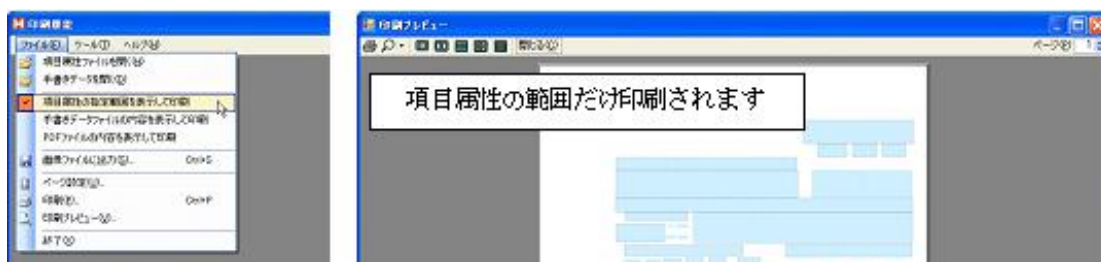 印刷設定
ファイル(F) ツール(T) ヘルプ(H)
項目属性ファイルを開く(I)
手書きデータを開く(D)
項目属性の指定範囲を表示して印刷
手書きデータファイルの内容を表示して印刷
PDFファイルの内容を表示して印刷
画像ファイルに出力(S)... Ctrl+S
ページ設定(U)...
印刷(P)... Ctrl+P
印刷プレビュー(V)...
終了(X)
印刷プレビュー
閉じる(C) ページ(P) 1
項目属性の範囲だけ印刷されます